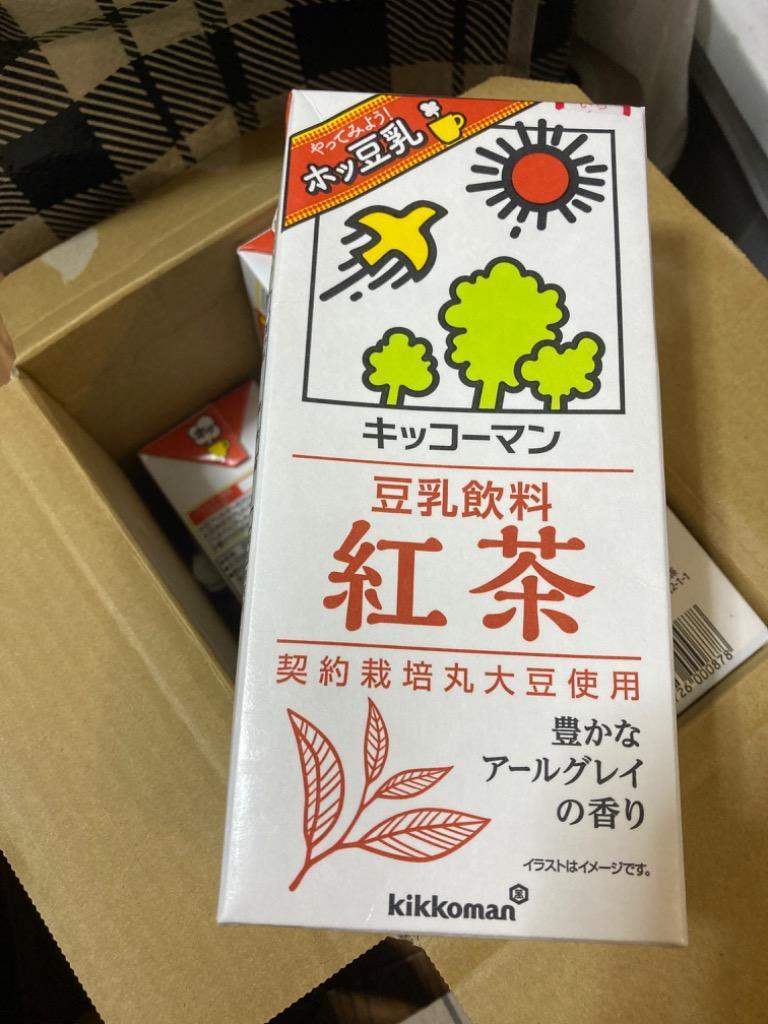 やってみよう!
ホッ豆乳
キッコーマン
豆乳飲料
紅茶
契約栽培丸大豆使用
豊かな
アールグレイ
の香り
イラストはイメージです。
kikkoman